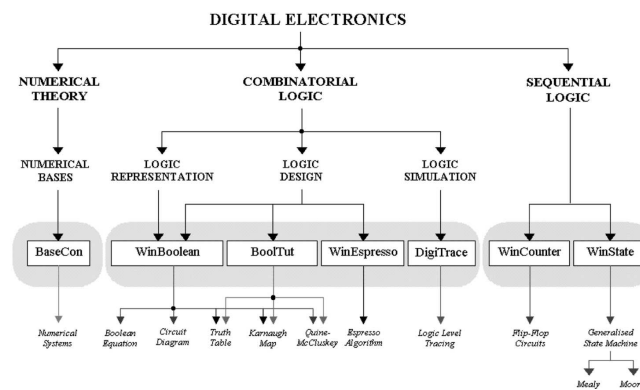 DIGITAL ELECTRONICS
NUMERICAL
THEORY
COMBINATORIAL
LOGIC
SEQUENTIAL
LOGIC
NUMERICAL
BASES
LOGIC
REPRESENTATION
LOGIC
DESIGN
LOGIC
SIMULATION
BaseCon
WinBoolean
BoolTut
WinEspresso
DigiTrace
WinCounter
WinState
Numerical
Systems
Boolean
Equation
Circuit
Diagram
Truth
Table
Karnaugh
Map
Quine-
McCluskey
Espresso
Algorithm
Logic Level
Tracing
Flip-Flop
Circuits
Generalised
State Machine
Mealy
Moor